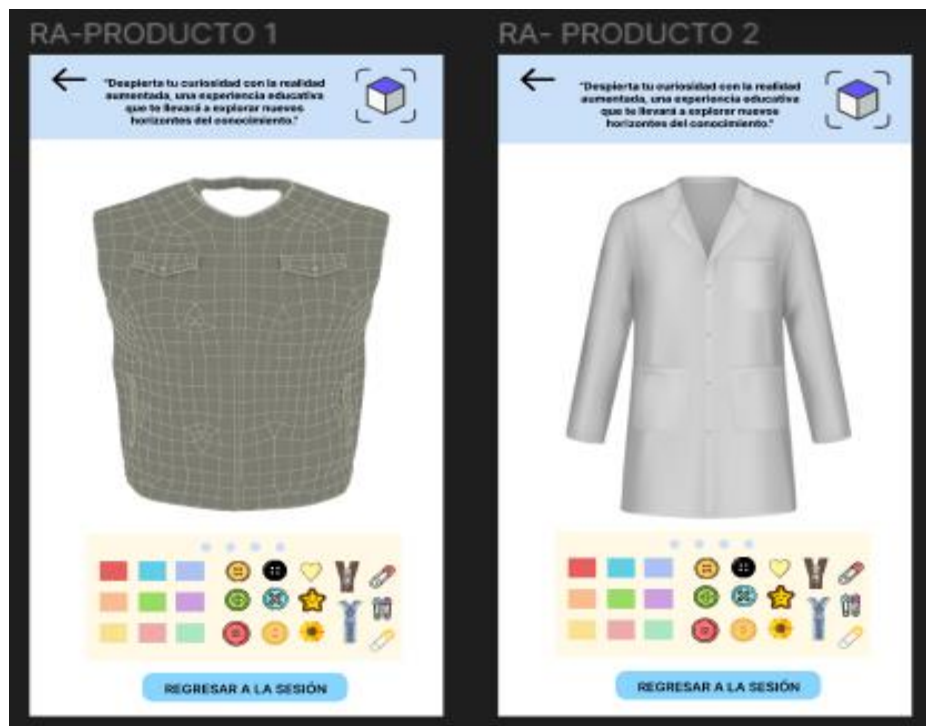 RA-PRODUCTO 1
"Despierta tu curiosidad con la realidad
aumentada, una experiencia educativa
que te llevará a explorar nuevos
horizontes del conocimiento."
REGRESAR A LA SESIÓN
RA- PRODUCTO 2
"Despierta tu curiosidad con la realidad
aumentada, una experiencia educativa
que te llevará a explorar nuevos
horizontes del conocimiento."
REGRESAR A LA SESIÓN